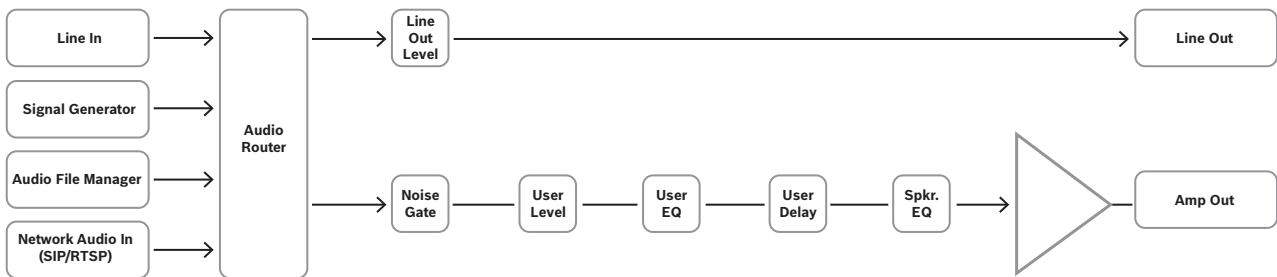 Line In
Signal Generator
Audio File Manager
Network Audio In
(SIP/RTSP)
Audio
Router
Line
Out
Level
Line Out
Noise
Gate
User
Level
User
EQ
User
Delay
Spkr.
EQ
Amp Out